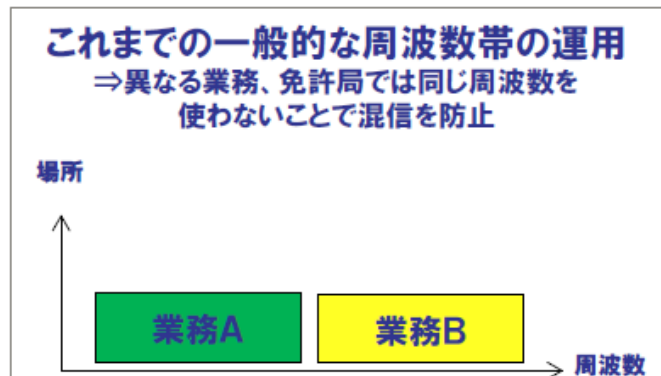 これまでの一般的な周波数帯の運用
⇒異なる業務、免許局では同じ周波数を
使わないことで混信を防止
場所
業務A
業務B
周波数